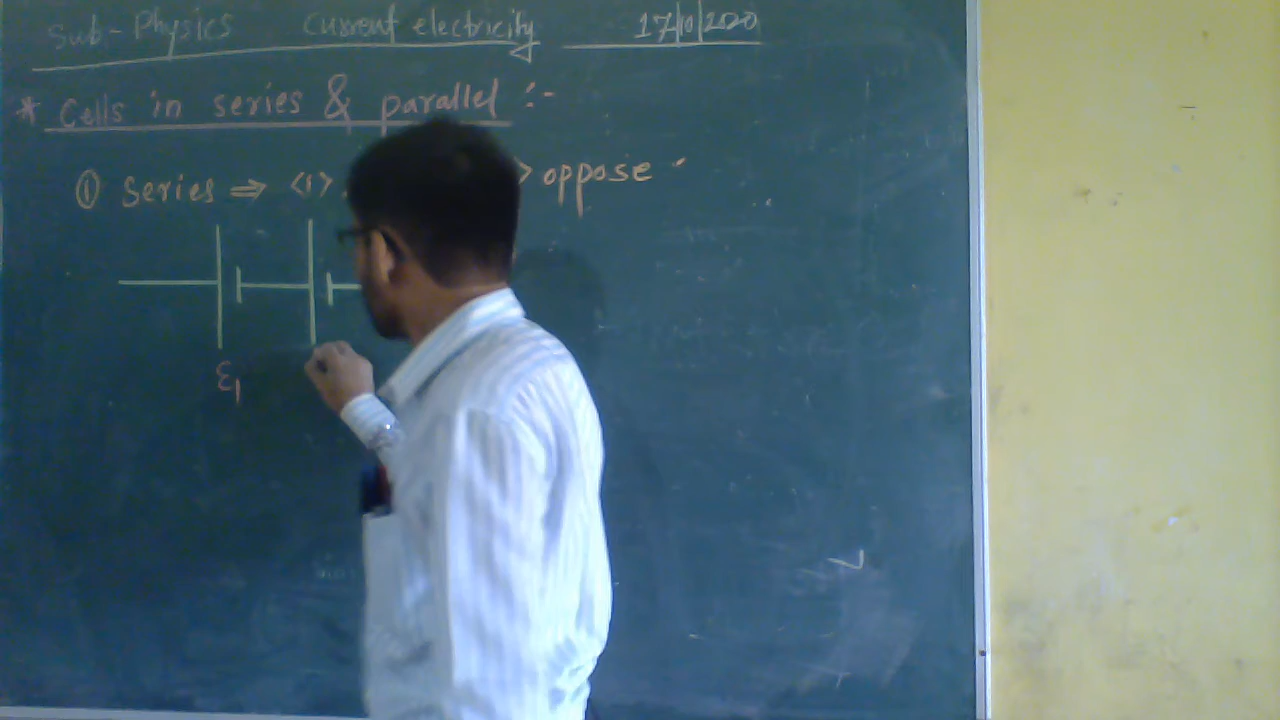 Sub-Physics Current electricity 17/10/2020
* Cells in series & parallel :-
① Series ⇒ <1> > oppose
ε1